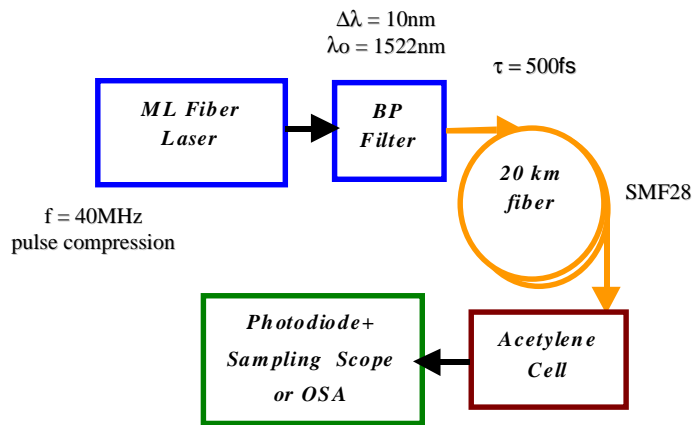 Δλ = 10nm
λo = 1522nm
τ = 500fs
ML Fiber
Laser
BP
Filter
20 km
fiber
SMF28
f = 40MHz
pulse compression
Photodiode+
Sampling Scope
or OSA
Acetylene
Cell